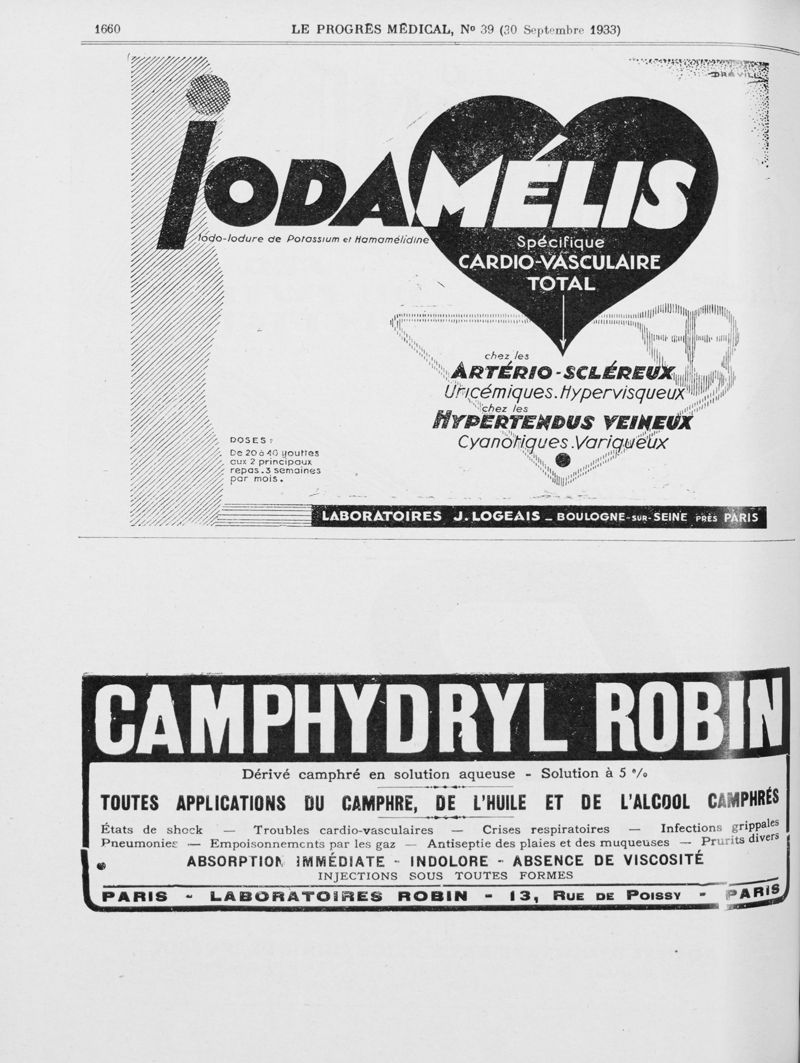 1660
LE PROGRÈS MÉDICAL, Nº 39 (30 Septembre 1933)
DRAVILL
IODAMÉLIS
Iodo-Iodure de Potassium et Hamamélidine
Spécifique
CARDIO-VASCULAIRE
TOTAL
chez les
ARTÉRIO-SCLÉREUX
Uricémiques.Hypervisqueux
chez les
HYPERTENDUS VEINEUX
Cyanotiques.Variqueux
DOSES:
De 20 à 40 gouttes
aux 2 principaux
repas.3 semaines
par mois.
LABORATOIRES J. LOGEAIS - BOULOGNE-SUR-SEINE PRÈS PARIS
CAMPHYDRYL ROBIN
Dérivé camphré en solution aqueuse - Solution à 5 %
TOUTES APPLICATIONS DU CAMPHRE, DE L'HUILE ET DE L'ALCOOL CAMPHRÉS
États de shock — Troubles cardio-vasculaires — Crises respiratoires — Infections grippales
Pneumonies — Empoisonnements par les gaz — Antiseptie des plaies et des muqueuses — Prurits divers
ABSORPTION IMMÉDIATE - INDOLORE - ABSENCE DE VISCOSITÉ
INJECTIONS SOUS TOUTES FORMES
PARIS - LABORATOIRES ROBIN - 13, RUE DE POISSY - PARIS